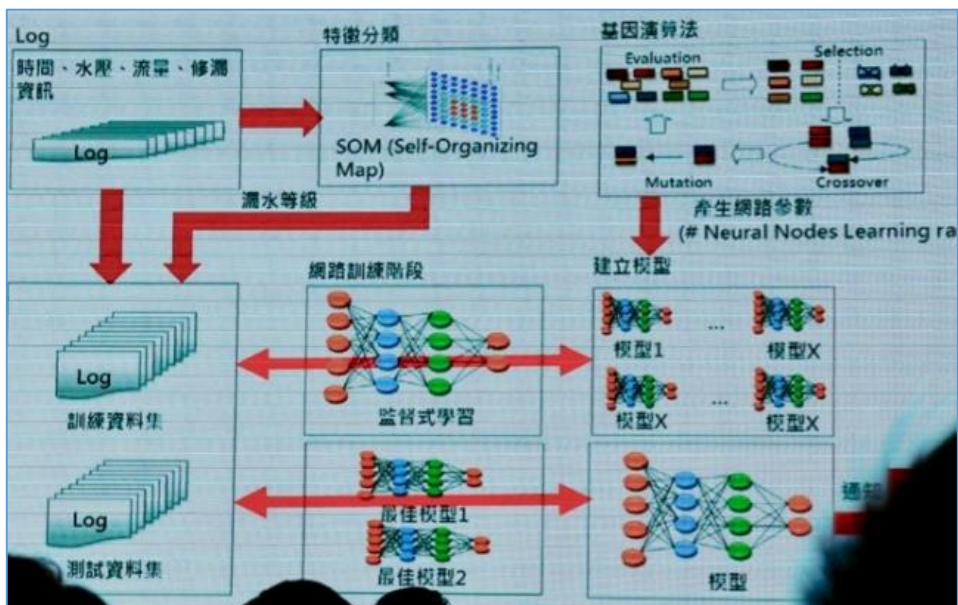 Log
時間、水壓、流量、修漏
資訊
Log
特徵分類
SOM (Self-Organizing
Map)
基因演算法
Evaluation
Selection
Mutation
Crossover
漏水等級
產生網路參數
(# Neural Nodes Learning ra
Log
訓練資料集
網路訓練階段
監督式學習
建立模型
模型1
...
模型X
模型X
...
模型X
Log
測試資料集
最佳模型1
最佳模型2
模型
通知